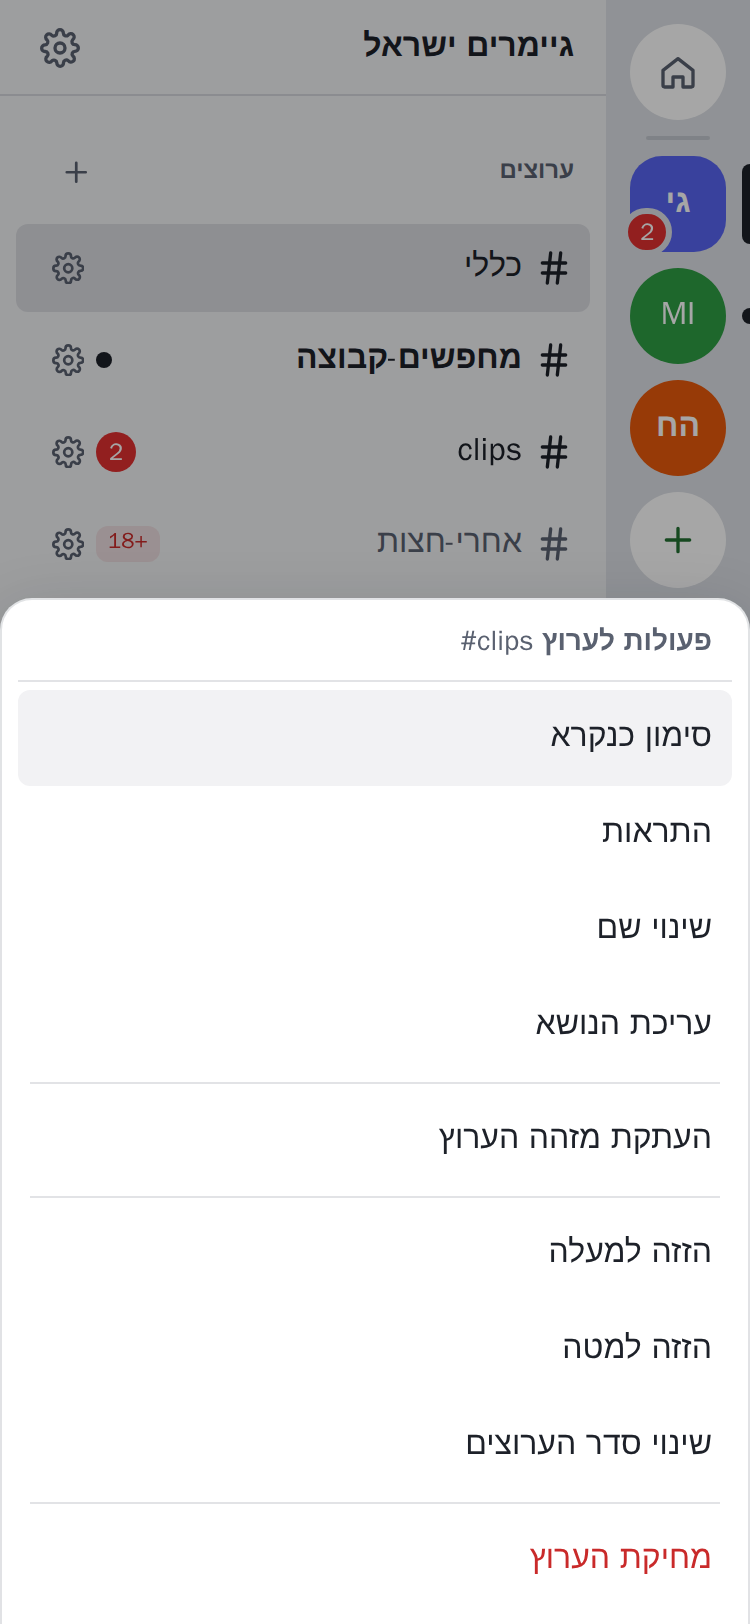 גיימרים ישראל
ערוצים
גי
2
MI
הח
# כללי
# מחפשים-קבוצה
# clips 2
# אחרי-חצות 18+
פעולות לערוץ #clips
סימון כנקרא
התראות
שינוי שם
עריכת הנושא
העתקת מזהה הערוץ
הזזה למעלה
הזזה למטה
שינוי סדר הערוצים
מחיקת הערוץ